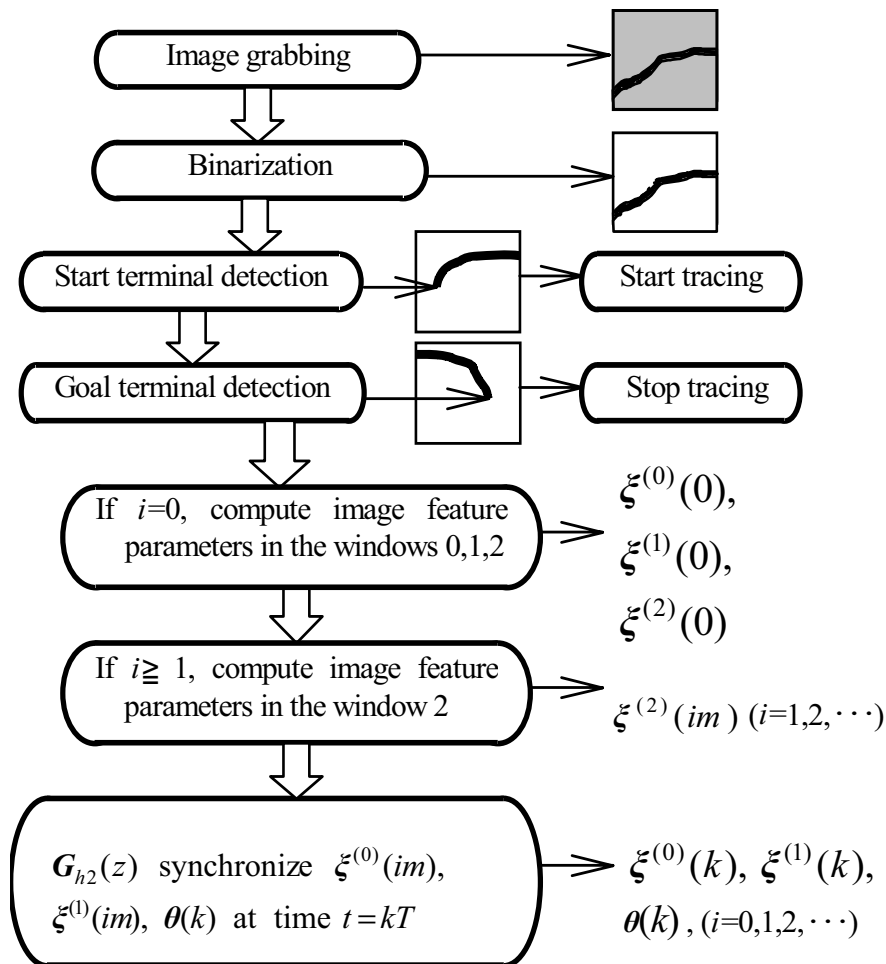 Image grabbing
Binarization
Start terminal detection
Start tracing
Goal terminal detection
Stop tracing
If i=0, compute image feature
parameters in the windows 0,1,2
ξ⁽⁰⁾(0),
ξ⁽¹⁾(0),
ξ⁽²⁾(0)
If i≧ 1, compute image feature
parameters in the window 2
ξ⁽²⁾(im) (i=1,2,⋯)
G_{h2}(z) synchronize ξ⁽⁰⁾(im),
ξ⁽¹⁾(im), θ(k) at time t=kT
ξ⁽⁰⁾(k), ξ⁽¹⁾(k),
θ(k), (i=0,1,2,⋯)